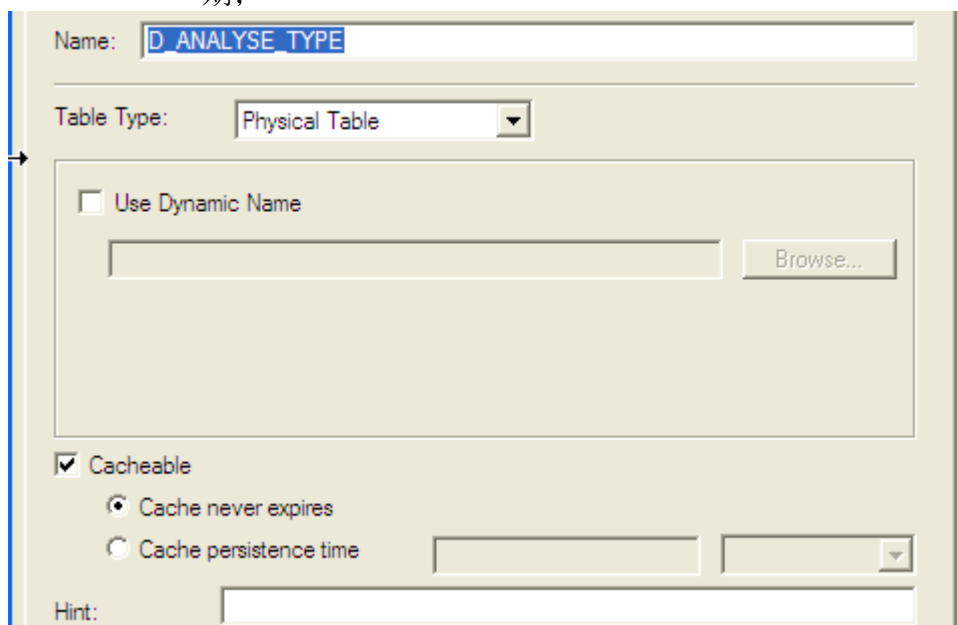 Name: D_ANALYSE_TYPE
Table Type: Physical Table
Use Dynamic Name
Browse...
Cacheable
Cache never expires
Cache persistence time
Hint: